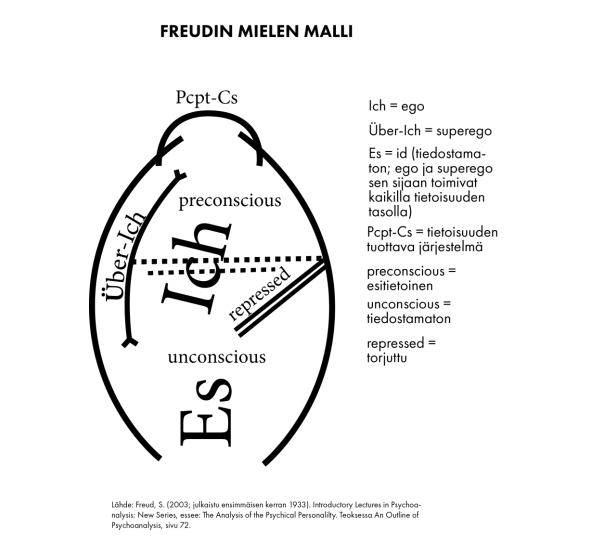 FREUDIN MIELEN MALLI
Pcpt-Cs
Ich = ego
Über-Ich = superego
Es = id (tiedostama-
ton; ego ja superego
sen sijaan toimivat
kaikilla tietoisuuden
tasolla)
Pcpt-Cs = tietoisuuden
tuottava järjestelmä
preconscious =
esitietoinen
unconscious =
tiedostamaton
repressed =
torjuttu
preconscious
Über-Ich
Ich
repressed
unconscious
Es
Lähde: Freud, S. (2003; julkaistu ensimmäisen kerran 1933). Introductory Lectures in Psychoa-
nalysis: New Series, essee: The Analysis of the Psychical Personalilty. Teoksessa An Outline of
Psychoanalysis, sivu 72.